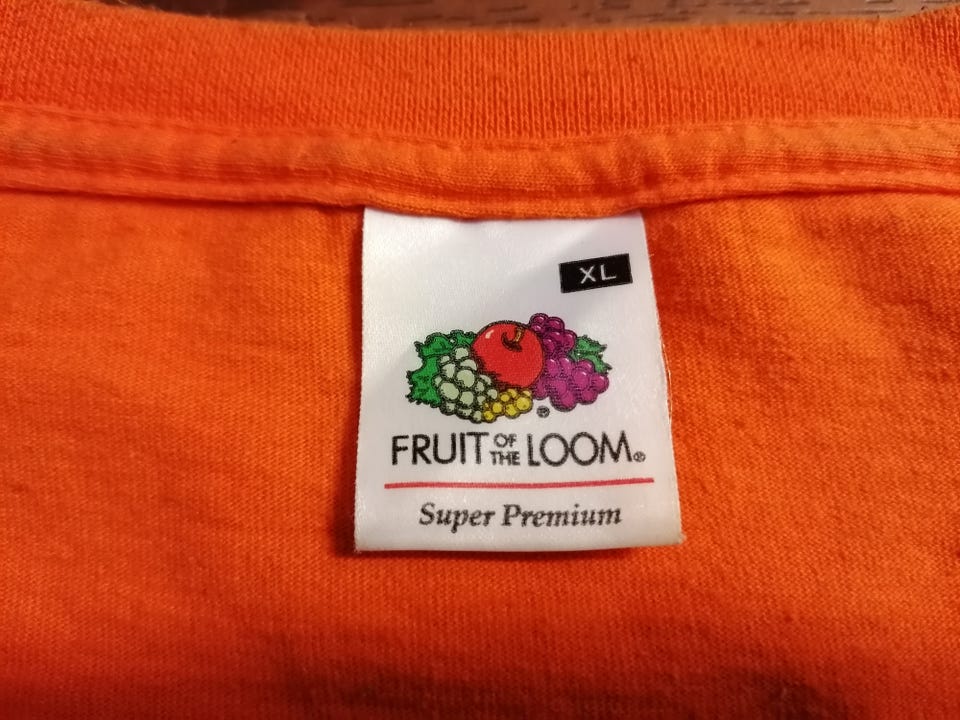 XL
FRUIT OF THE LOOM®
Super Premium